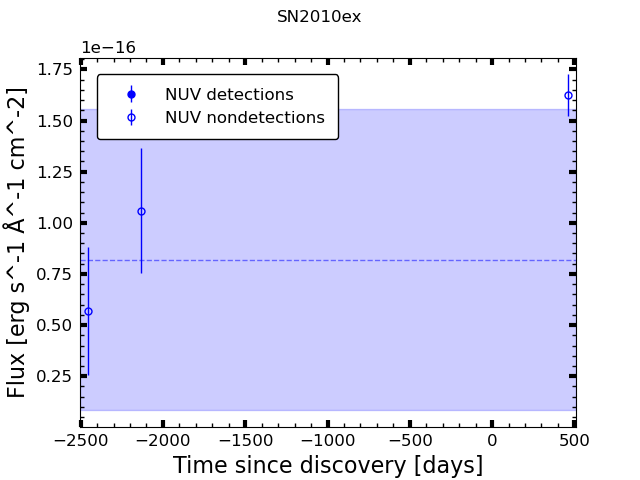 SN2010ex
1e−16
1.75
1.50
1.25
1.00
0.75
0.50
0.25
Flux [erg s^-1 Å^-1 cm^-2]
NUV detections
NUV nondetections
−2500 −2000 −1500 −1000 −500 0 500
Time since discovery [days]